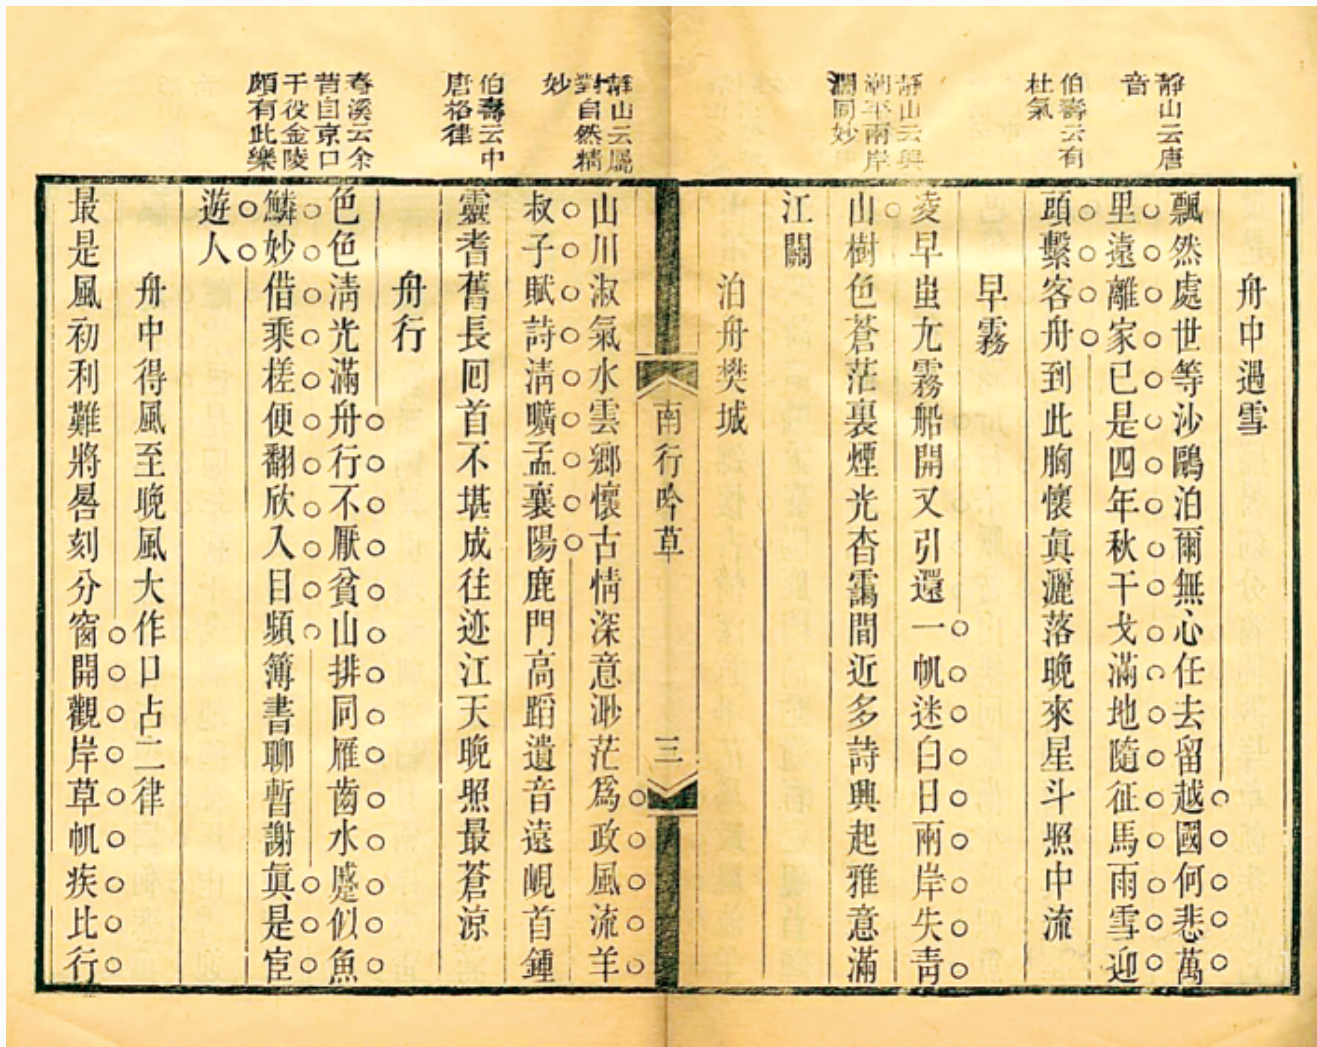 靜山云唐
音
伯壽云有
杜氣
靜山云與
潮平兩岸
濶同妙
舟中遇雪
飄然處世等沙鷗泊爾無心任去留越國何悲萬
里遠離家已是四年秋干戈滿地隨征馬雨雪迎
頭繫客舟到此胸懷眞灑落晚來星斗照中流
早霧
凌早蚩尤霧船開又引還一帆迷白日兩岸失青
山樹色蒼茫裏煙光杳靄間近多詩興起雅意滿
江關
泊舟樊城
南行吟草
三
靜山云屬
對自然精
妙
伯壽云中
唐格律
春溪云余
昔自京口
于役金陵
頗有此樂
山川淑氣水雲鄉懷古情深意渺茫爲政風流羊
叔子賦詩淸曠孟襄陽鹿門高蹈遺音遠峴首鍾
靈耆舊長回首不堪成往迹江天晚照最蒼涼
舟行
色色淸光滿舟行不厭貧山排同雁齒水蹙似魚
鱗妙借乘槎便翻欣入目頻簿書聊暫謝眞是宦
遊人
舟中得風至晚風大作口占二律
最是風初利難將晷刻分窗開觀岸草帆疾比行